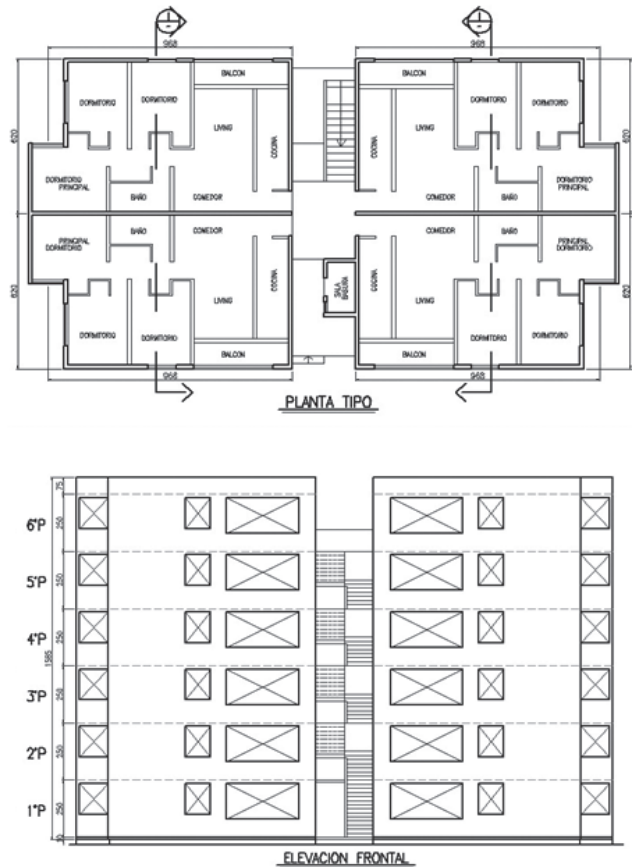 968 968
BALCON BALCON
DORMITORIO DORMITORIO DORMITORIO DORMITORIO
LIVING COCINA COCINA LIVING
620 620
DORMITORIO PRINCIPAL BAÑO COMEDOR COMEDOR BAÑO DORMITORIO PRINCIPAL
PRINCIPAL DORMITORIO BAÑO COMEDOR COMEDOR BAÑO PRINCIPAL DORMITORIO
620 620
LIVING COCINA SALA BASURA COCINA LIVING
DORMITORIO DORMITORIO DORMITORIO DORMITORIO
BALCON BALCON
968 968
PLANTA TIPO
75
6°P 250
5°P 250
4°P 250
1585
3°P 250
2°P 250
1°P 250
ELEVACION FRONTAL